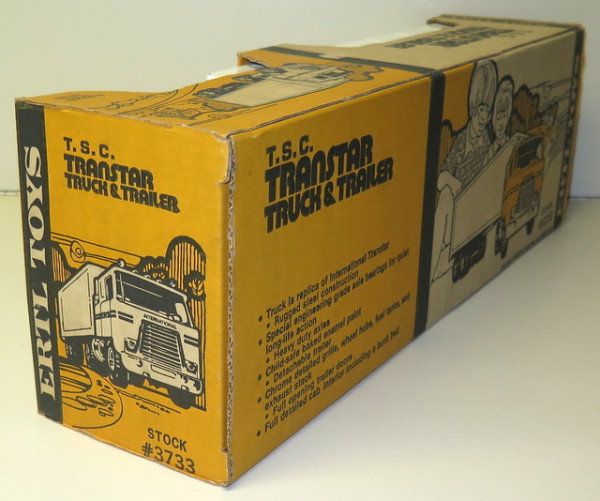 ERTL TOYS
T. S. C.
TRANSTAR
TRUCK & TRAILER
INTERNATIONAL
STOCK
#3733
T. S. C.
TRANSTAR
TRUCK & TRAILER
• Truck is replica of International Transtar
• Rugged steel construction
• Special engineering grade axle bearings for quiet
long-life action
• Heavy duty axles
• Child-safe baked enamel paint
• Detachable trailer
• Chrome detailed grille, wheel hubs, fuel tanks, and
exhaust stack
• Full opening trailer doors
• Full detailed cab interior including a bunk bed